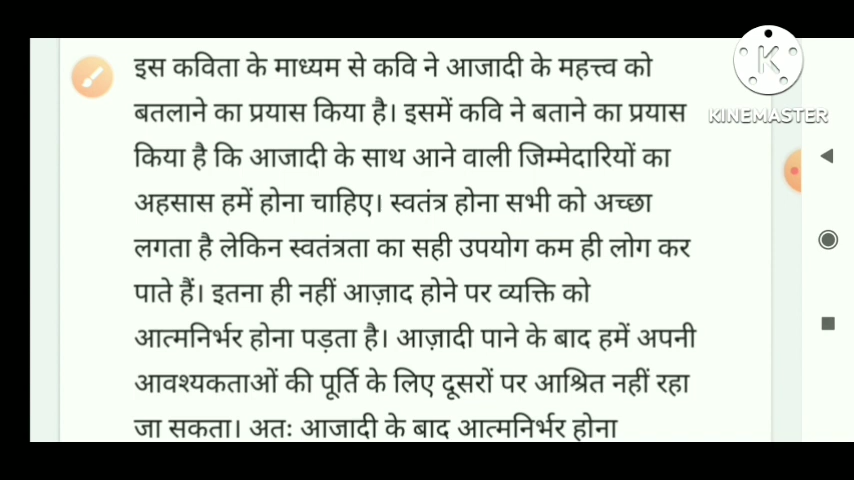 इस कविता के माध्यम से कवि ने आजादी के महत्त्व को
बतलाने का प्रयास किया है। इसमें कवि ने बताने का प्रयास
किया है कि आजादी के साथ आने वाली जिम्मेदारियों का
अहसास हमें होना चाहिए। स्वतंत्र होना सभी को अच्छा
लगता है लेकिन स्वतंत्रता का सही उपयोग कम ही लोग कर
पाते हैं। इतना ही नहीं आज़ाद होने पर व्यक्ति को
आत्मनिर्भर होना पड़ता है। आज़ादी पाने के बाद हमें अपनी
आवश्यकताओं की पूर्ति के लिए दूसरों पर आश्रित नहीं रहा
जा सकता। अतः आजादी के बाद आत्मनिर्भर होना
K
KINEMASTER